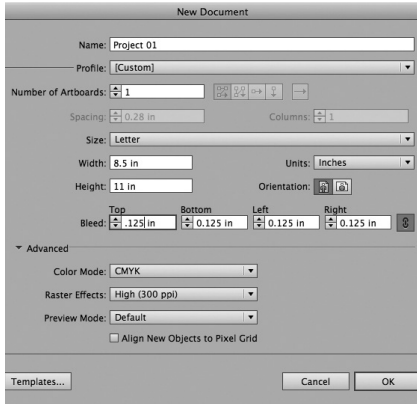 New Document
Name: Project 01
Profile: [Custom]
Number of Artboards: 1
Spacing: 0.28 in Columns: 1
Size: Letter
Width: 8.5 in Units: Inches
Height: 11 in Orientation:
Top Bottom Left Right
Bleed: .125 in 0.125 in 0.125 in 0.125 in
Advanced
Color Mode: CMYK
Raster Effects: High (300 ppi)
Preview Mode: Default
Align New Objects to Pixel Grid
Templates... Cancel OK